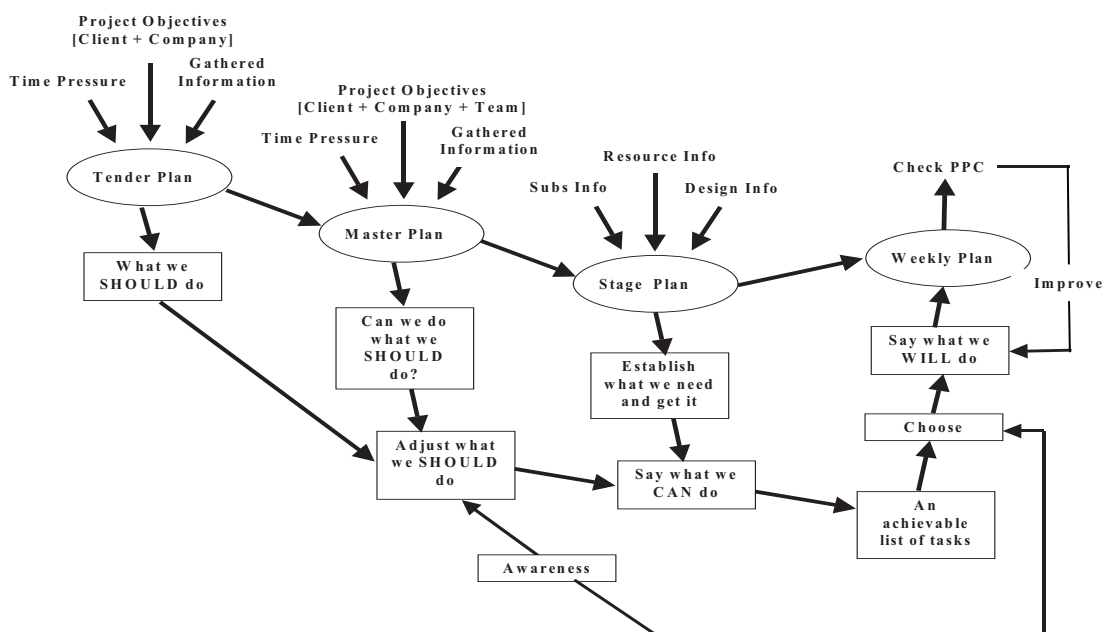 Project Objectives
[Client + Company]
Time Pressure
Gathered
Information
Project Objectives
[Client + Company + Team]
Time Pressure
Gathered
Information
Resource Info
Subs Info
Design Info
Check PPC
Tender Plan
Master Plan
Stage Plan
Weekly Plan
Improve
What we
SHOULD do
Can we do
what we
SHOULD
do?
Establish
what we need
and get it
Say what we
WILL do
Choose
Adjust what
we SHOULD
do
Say what we
CAN do
An
achievable
list of tasks
Awareness